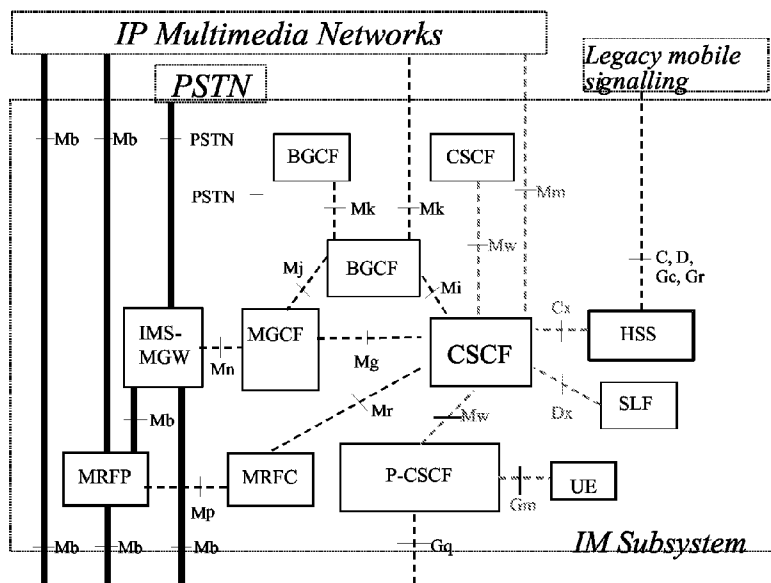 IP Multimedia Networks
Legacy mobile
signalling
PSTN
Mb
Mb
PSTN
BGCF
CSCF
PSTN
Mm
Mk
Mk
Mw
C, D,
Gc, Gr
Mj
BGCF
Mi
Cx
IMS-
MGW
MGCF
CSCF
HSS
Mn
Mg
Dx
SLF
Mb
Mr
Mw
MRFP
MRFC
P-CSCF
UE
Mp
Gm
Mb
Mb
Mb
Gq
IM Subsystem